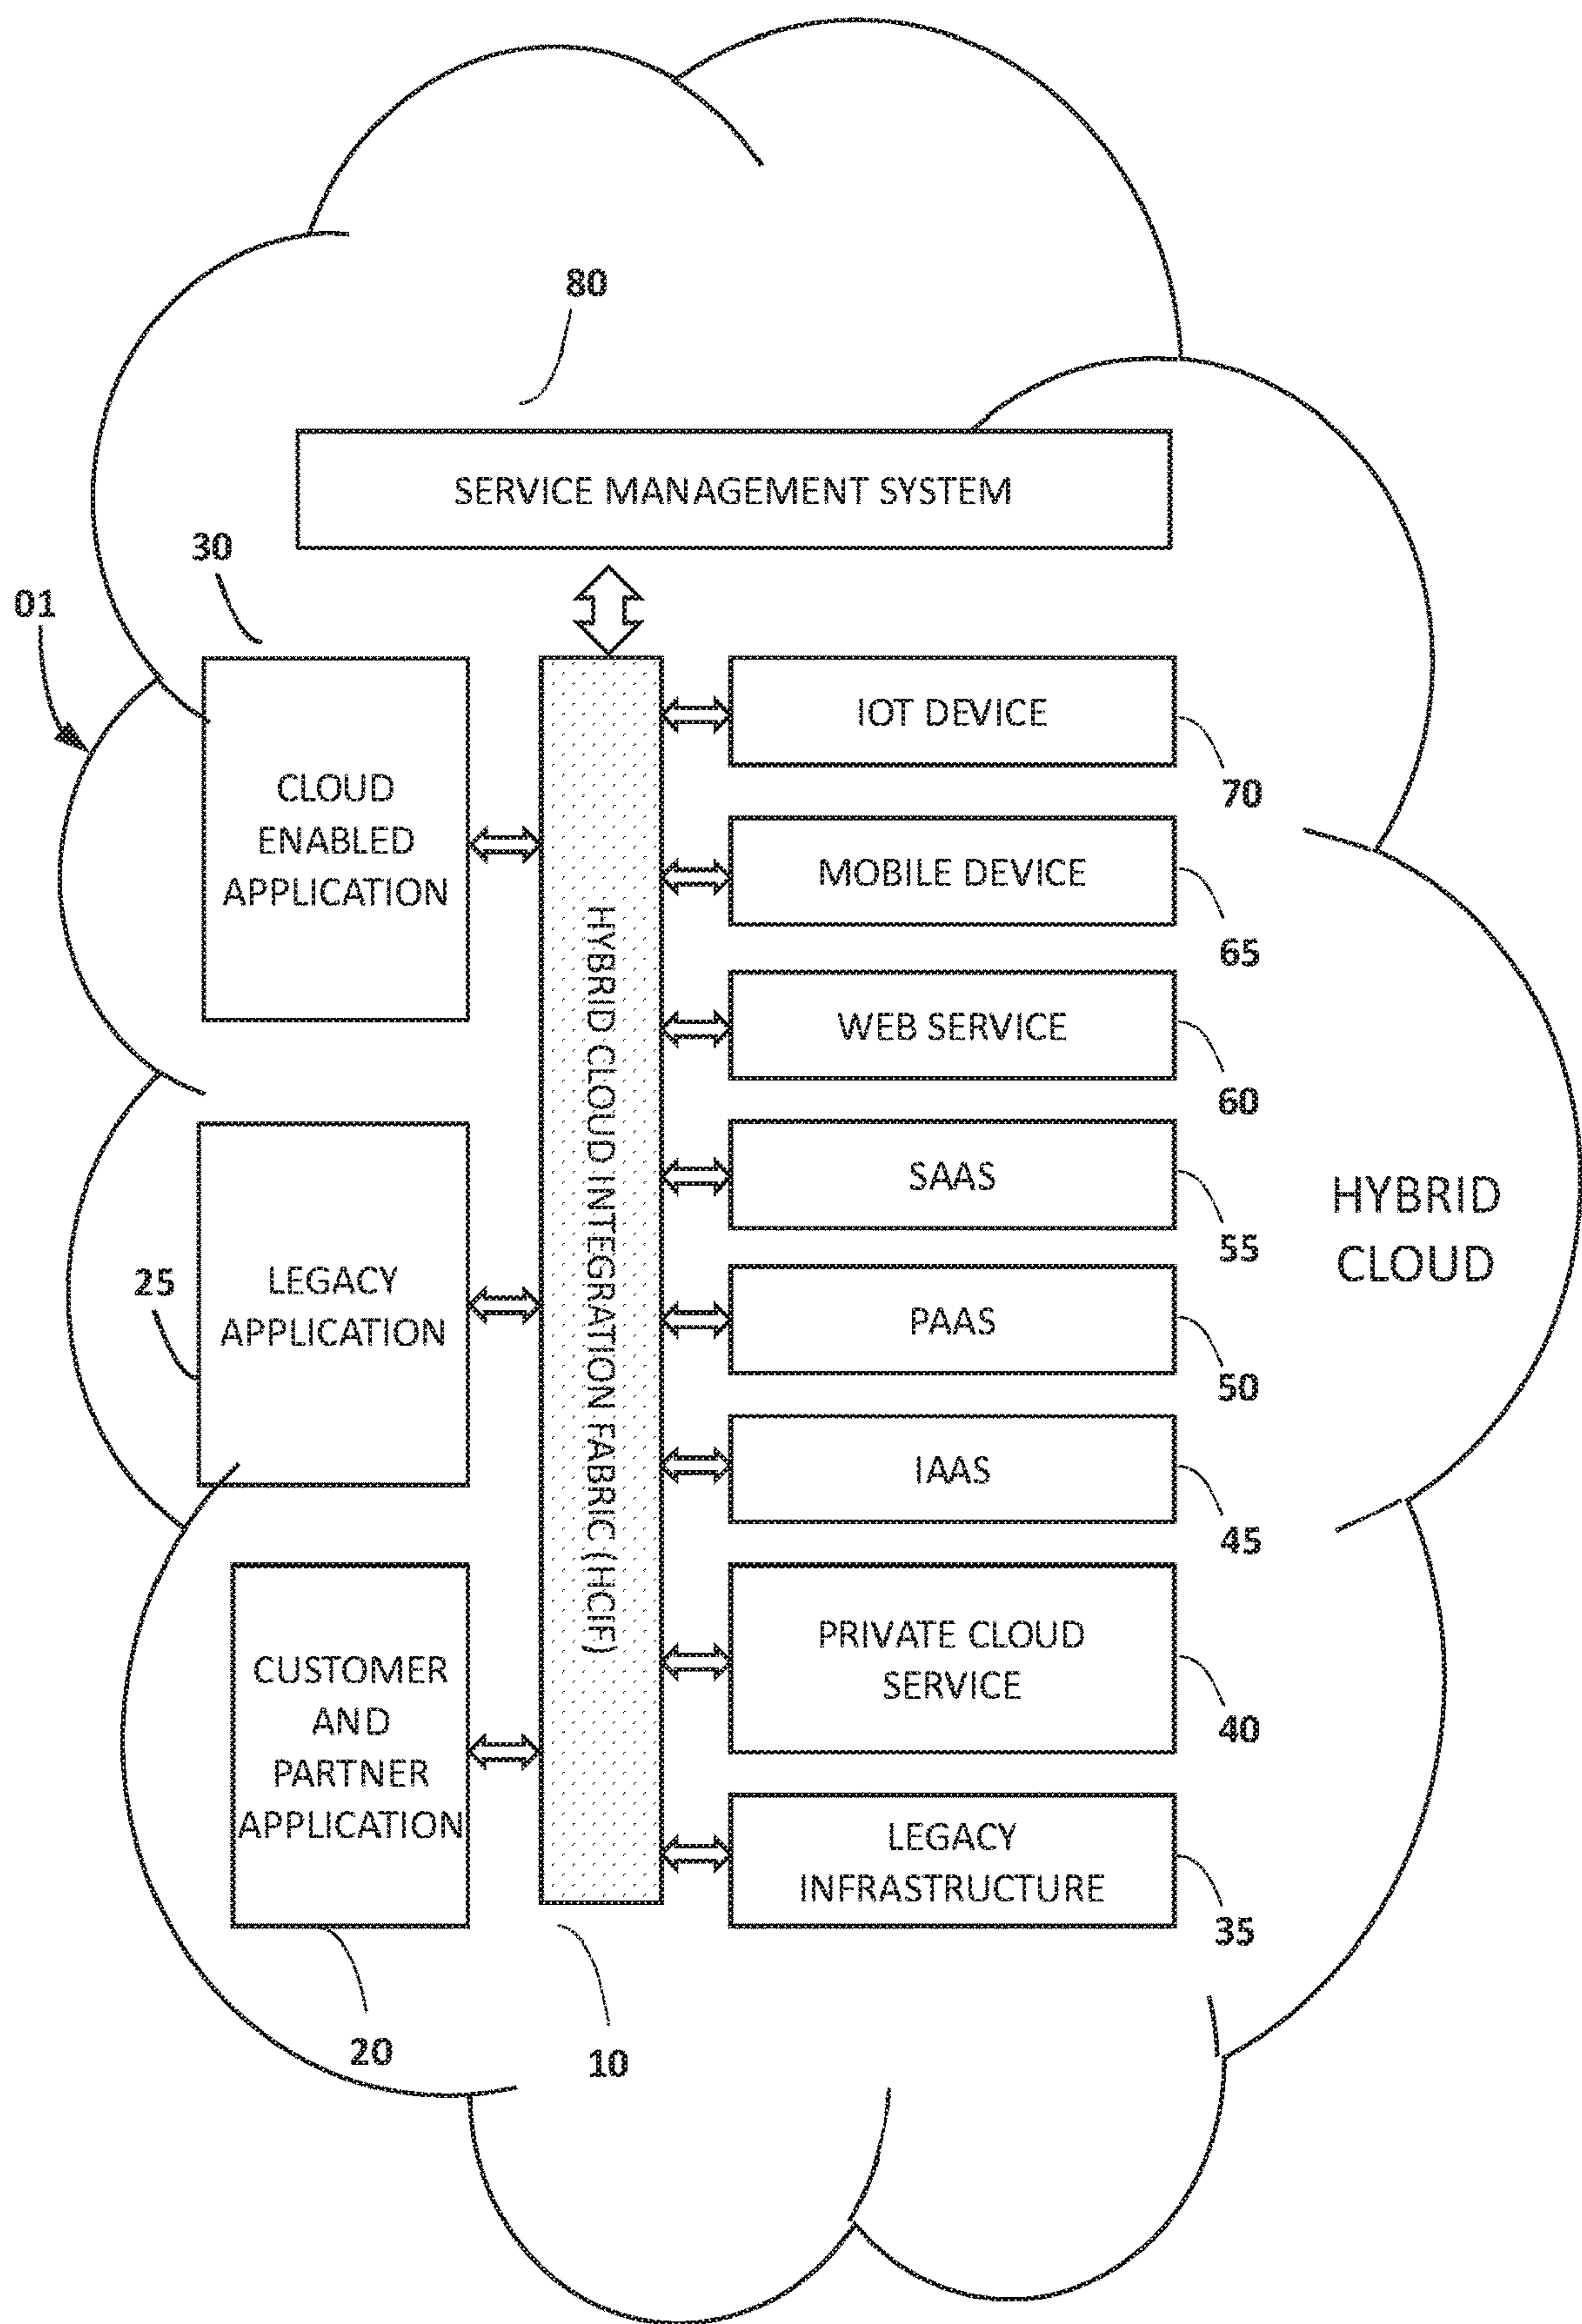 80
SERVICE MANAGEMENT SYSTEM
30
01
CLOUD
ENABLED
APPLICATION
25
LEGACY
APPLICATION
CUSTOMER
AND
PARTNER
APPLICATION
20
HYBRID CLOUD INTEGRATION FABRIC (HCIF)
10
IOT DEVICE
70
MOBILE DEVICE
65
WEB SERVICE
60
SAAS
55
PAAS
50
IAAS
45
PRIVATE CLOUD
SERVICE
40
LEGACY
INFRASTRUCTURE
35
HYBRID
CLOUD